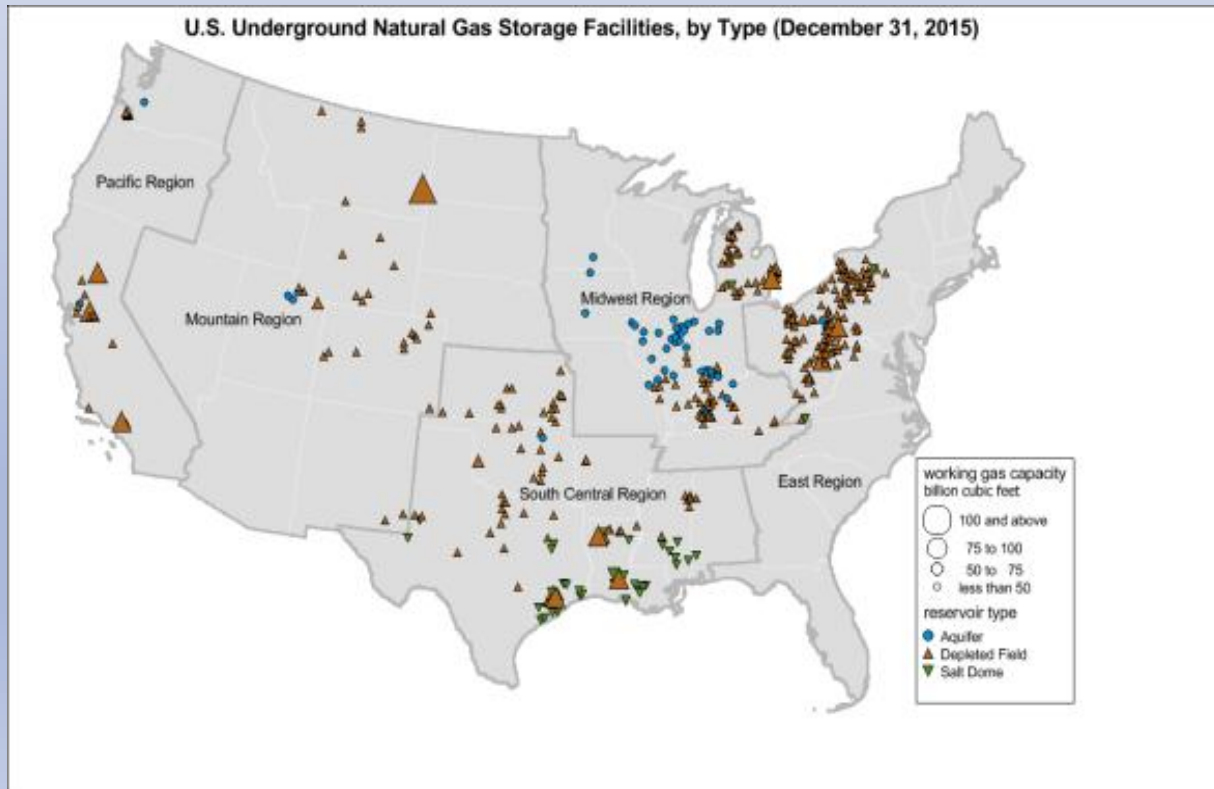 U.S. Underground Natural Gas Storage Facilities, by Type (December 31, 2015)
Pacific Region
Mountain Region
Midwest Region
South Central Region
East Region
working gas capacity
billion cubic feet
100 and above
75 to 100
50 to 75
less than 50
reservoir type
Aquifer
Depleted Field
Salt Dome